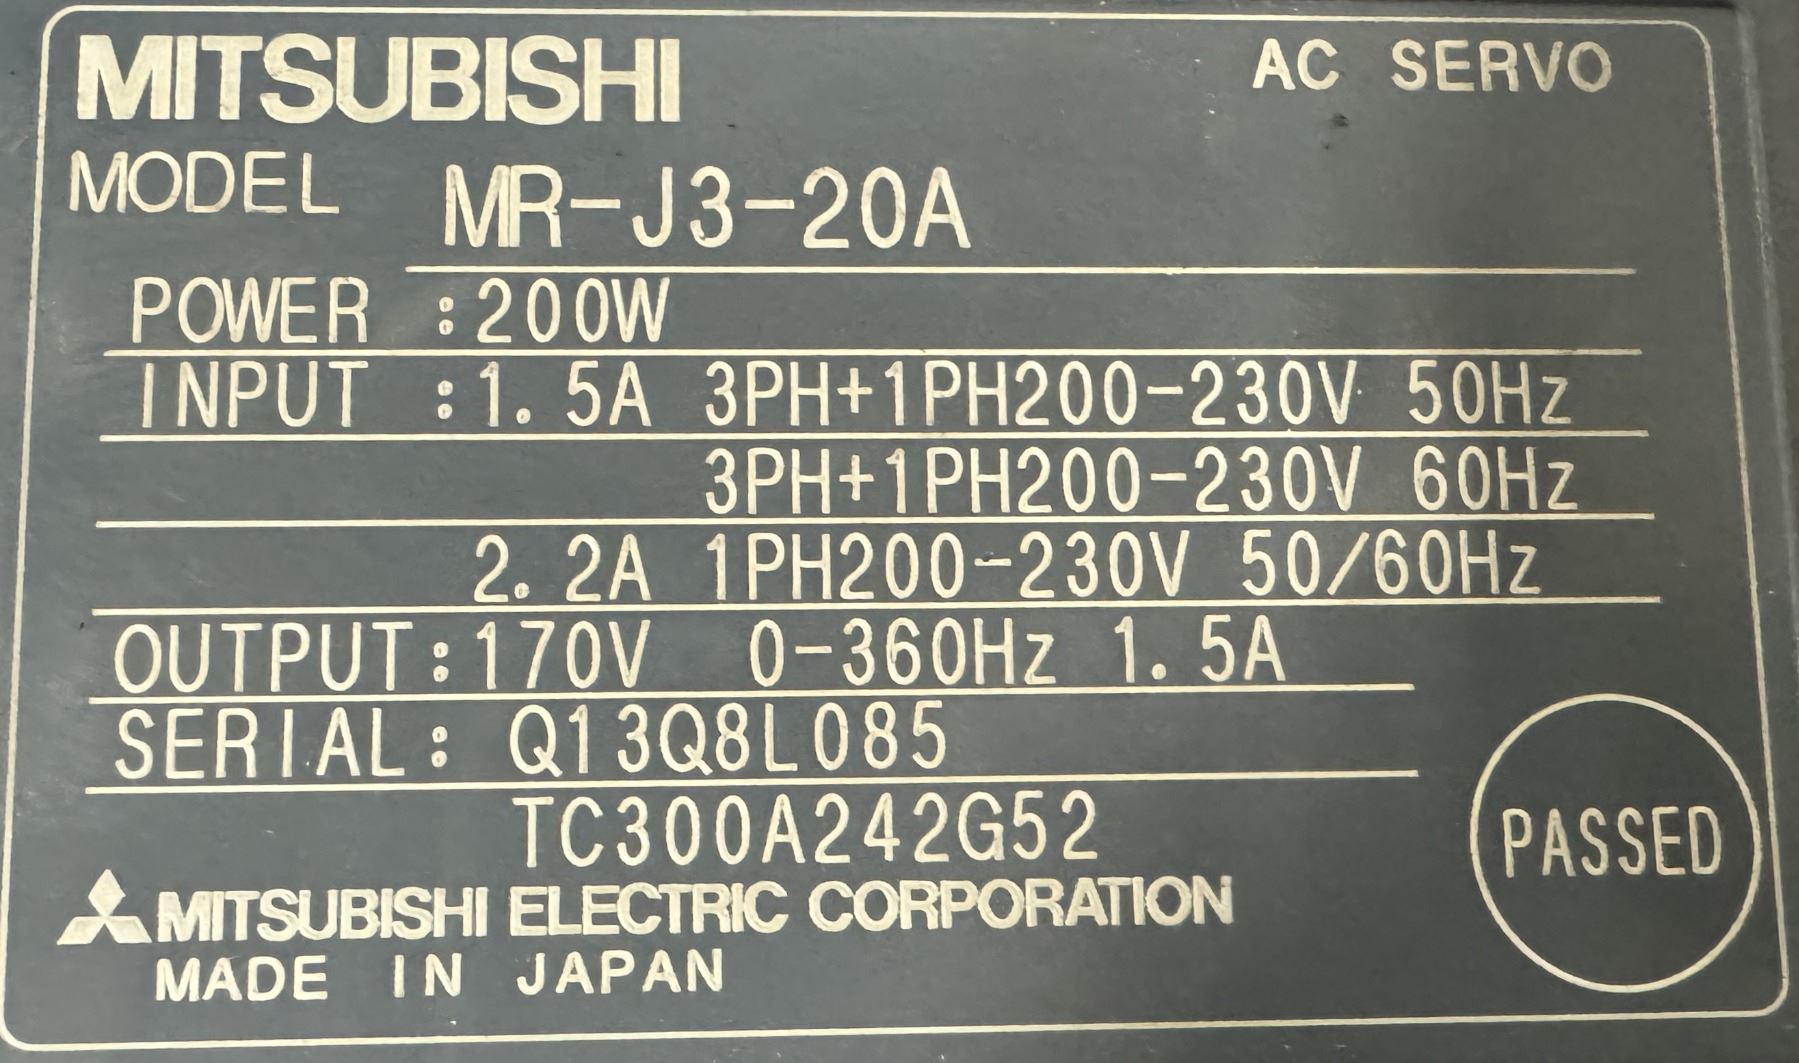 MITSUBISHI AC SERVO
MODEL MR-J3-20A
POWER :200W
INPUT :1.5A 3PH+1PH200-230V 50Hz
3PH+1PH200-230V 60Hz
2.2A 1PH200-230V 50/60Hz
OUTPUT:170V 0-360Hz 1.5A
SERIAL: Q13Q8L085
TC300A242G52
PASSED
MITSUBISHI ELECTRIC CORPORATION
MADE IN JAPAN